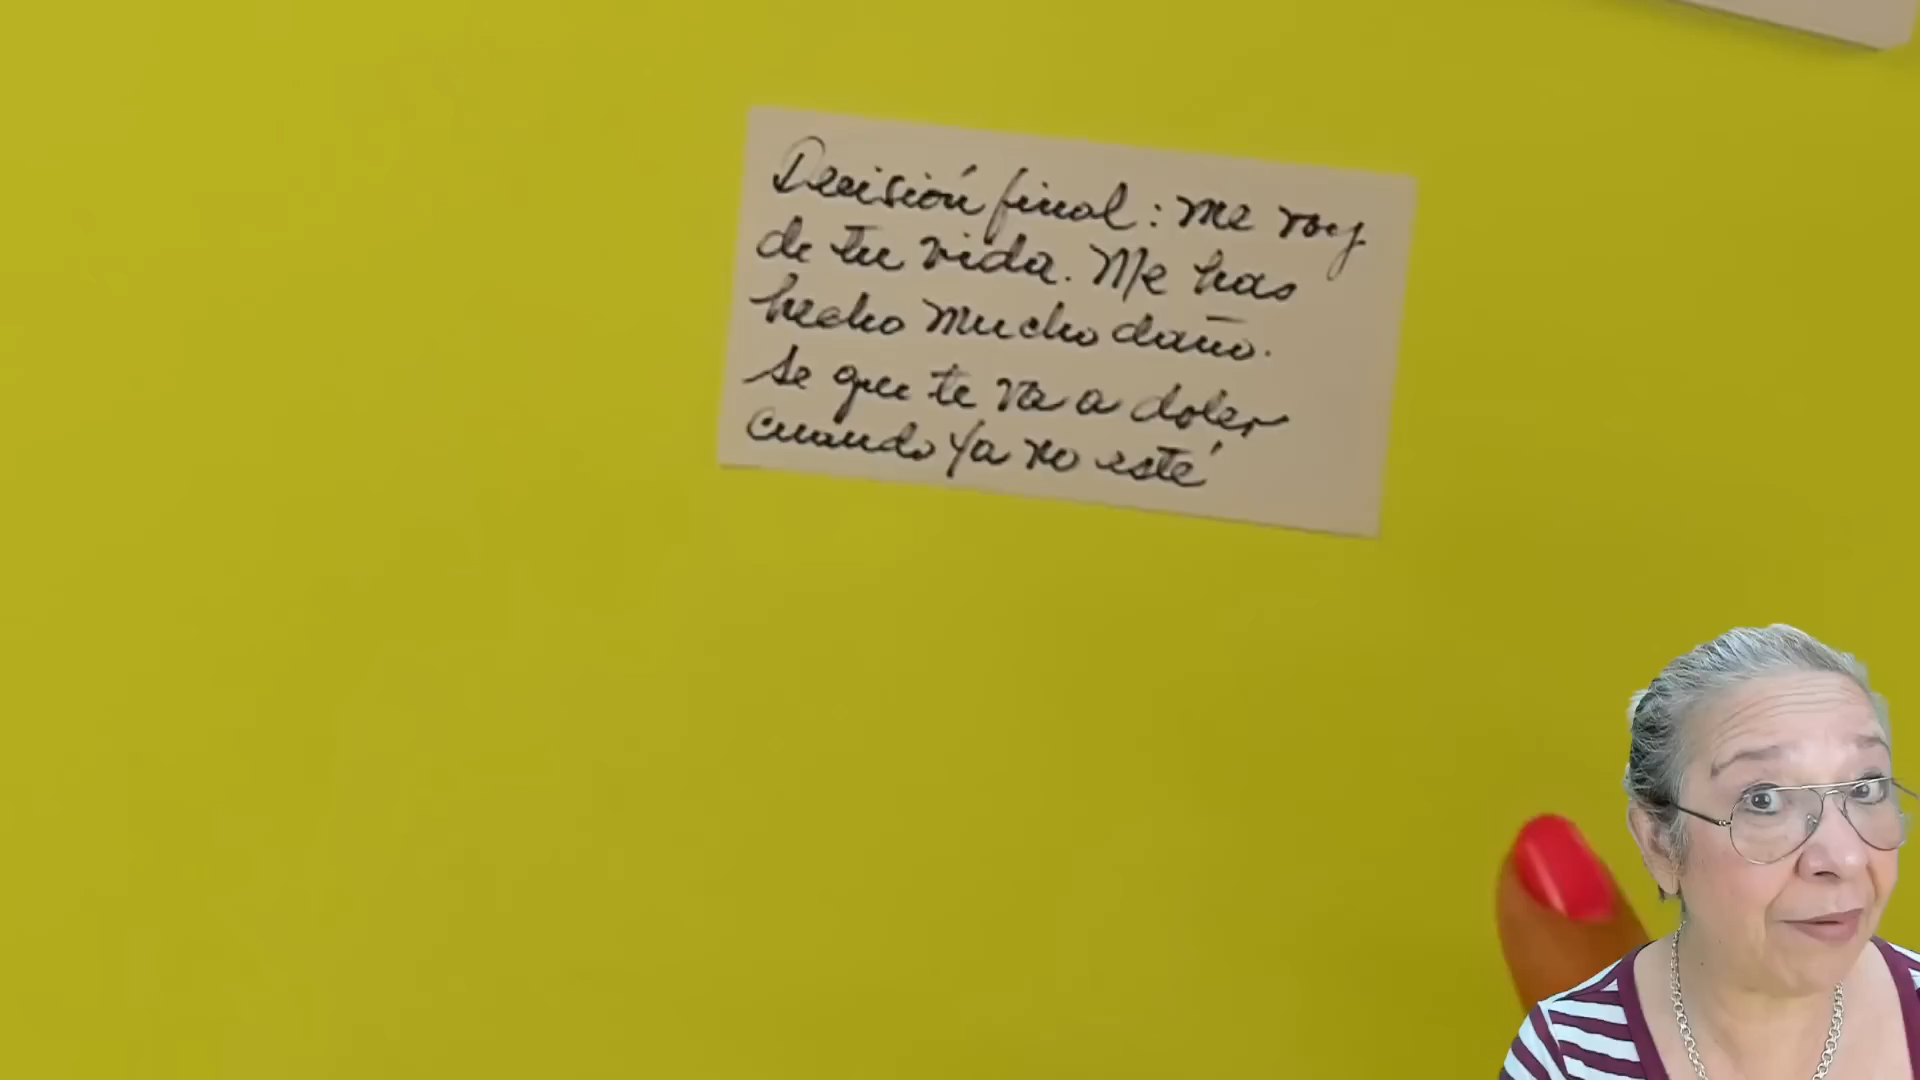 Decisión final: me voy
de tu vida. Me has
hecho mucho daño.
Se que te va a doler
cuando ya no esté